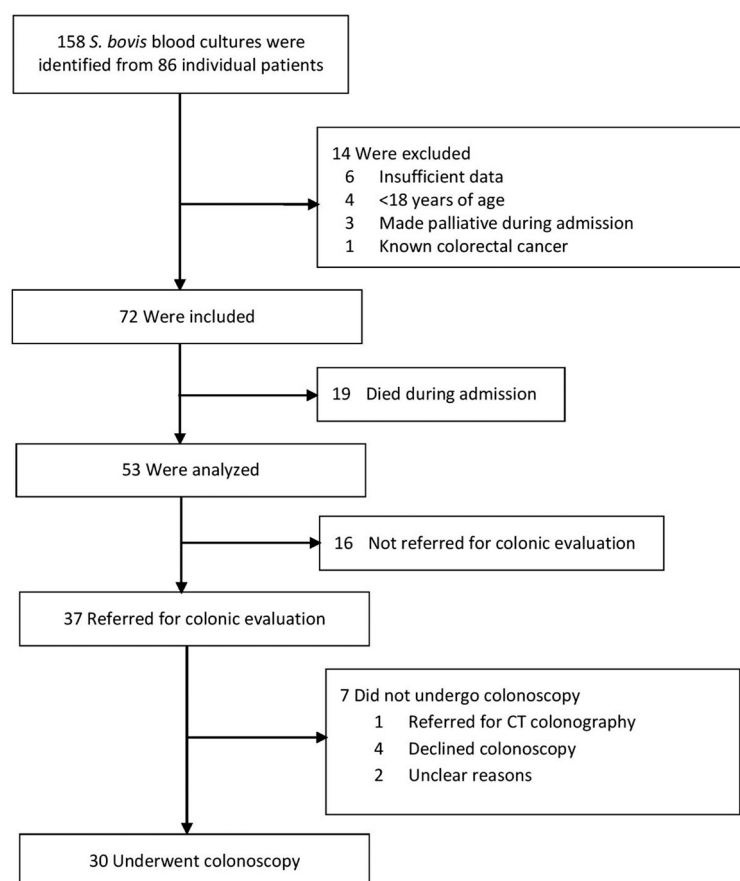 158 S. bovis blood cultures were
identified from 86 individual patients
14 Were excluded
6 Insufficient data
4 <18 years of age
3 Made palliative during admission
1 Known colorectal cancer
72 Were included
19 Died during admission
53 Were analyzed
16 Not referred for colonic evaluation
37 Referred for colonic evaluation
7 Did not undergo colonoscopy
1 Referred for CT colonography
4 Declined colonoscopy
2 Unclear reasons
30 Underwent colonoscopy